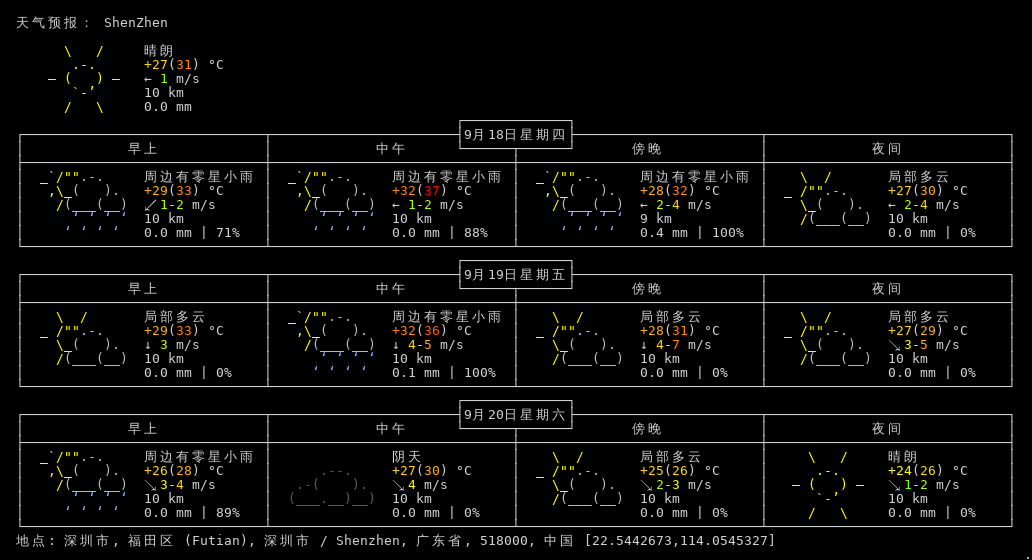 天气预报： ShenZhen
晴朗
+27(31) °C
← 1 m/s
10 km
0.0 mm
9月18日星期四
早上 中午 傍晚 夜间
周边有零星小雨 周边有零星小雨 周边有零星小雨 局部多云
+29(33) °C +32(37) °C +28(32) °C +27(30) °C
↙ 1-2 m/s ← 1-2 m/s ← 2-4 m/s ← 2-4 m/s
10 km 10 km 9 km 10 km
0.0 mm | 71% 0.0 mm | 88% 0.4 mm | 100% 0.0 mm | 0%
9月19日星期五
早上 中午 傍晚 夜间
局部多云 周边有零星小雨 局部多云 局部多云
+29(33) °C +32(36) °C +28(31) °C +27(29) °C
↓ 3 m/s ↓ 4-5 m/s ↓ 4-7 m/s ↘ 3-5 m/s
10 km 10 km 10 km 10 km
0.0 mm | 0% 0.1 mm | 100% 0.0 mm | 0% 0.0 mm | 0%
9月20日星期六
早上 中午 傍晚 夜间
周边有零星小雨 阴天 局部多云 晴朗
+26(28) °C +27(30) °C +25(26) °C +24(26) °C
↘ 3-4 m/s ↘ 4 m/s ↘ 2-3 m/s ↘ 1-2 m/s
10 km 10 km 10 km 10 km
0.0 mm | 89% 0.0 mm | 0% 0.0 mm | 0% 0.0 mm | 0%
地点: 深圳市, 福田区 (Futian), 深圳市 / Shenzhen, 广东省, 518000, 中国 [22.5442673,114.0545327]